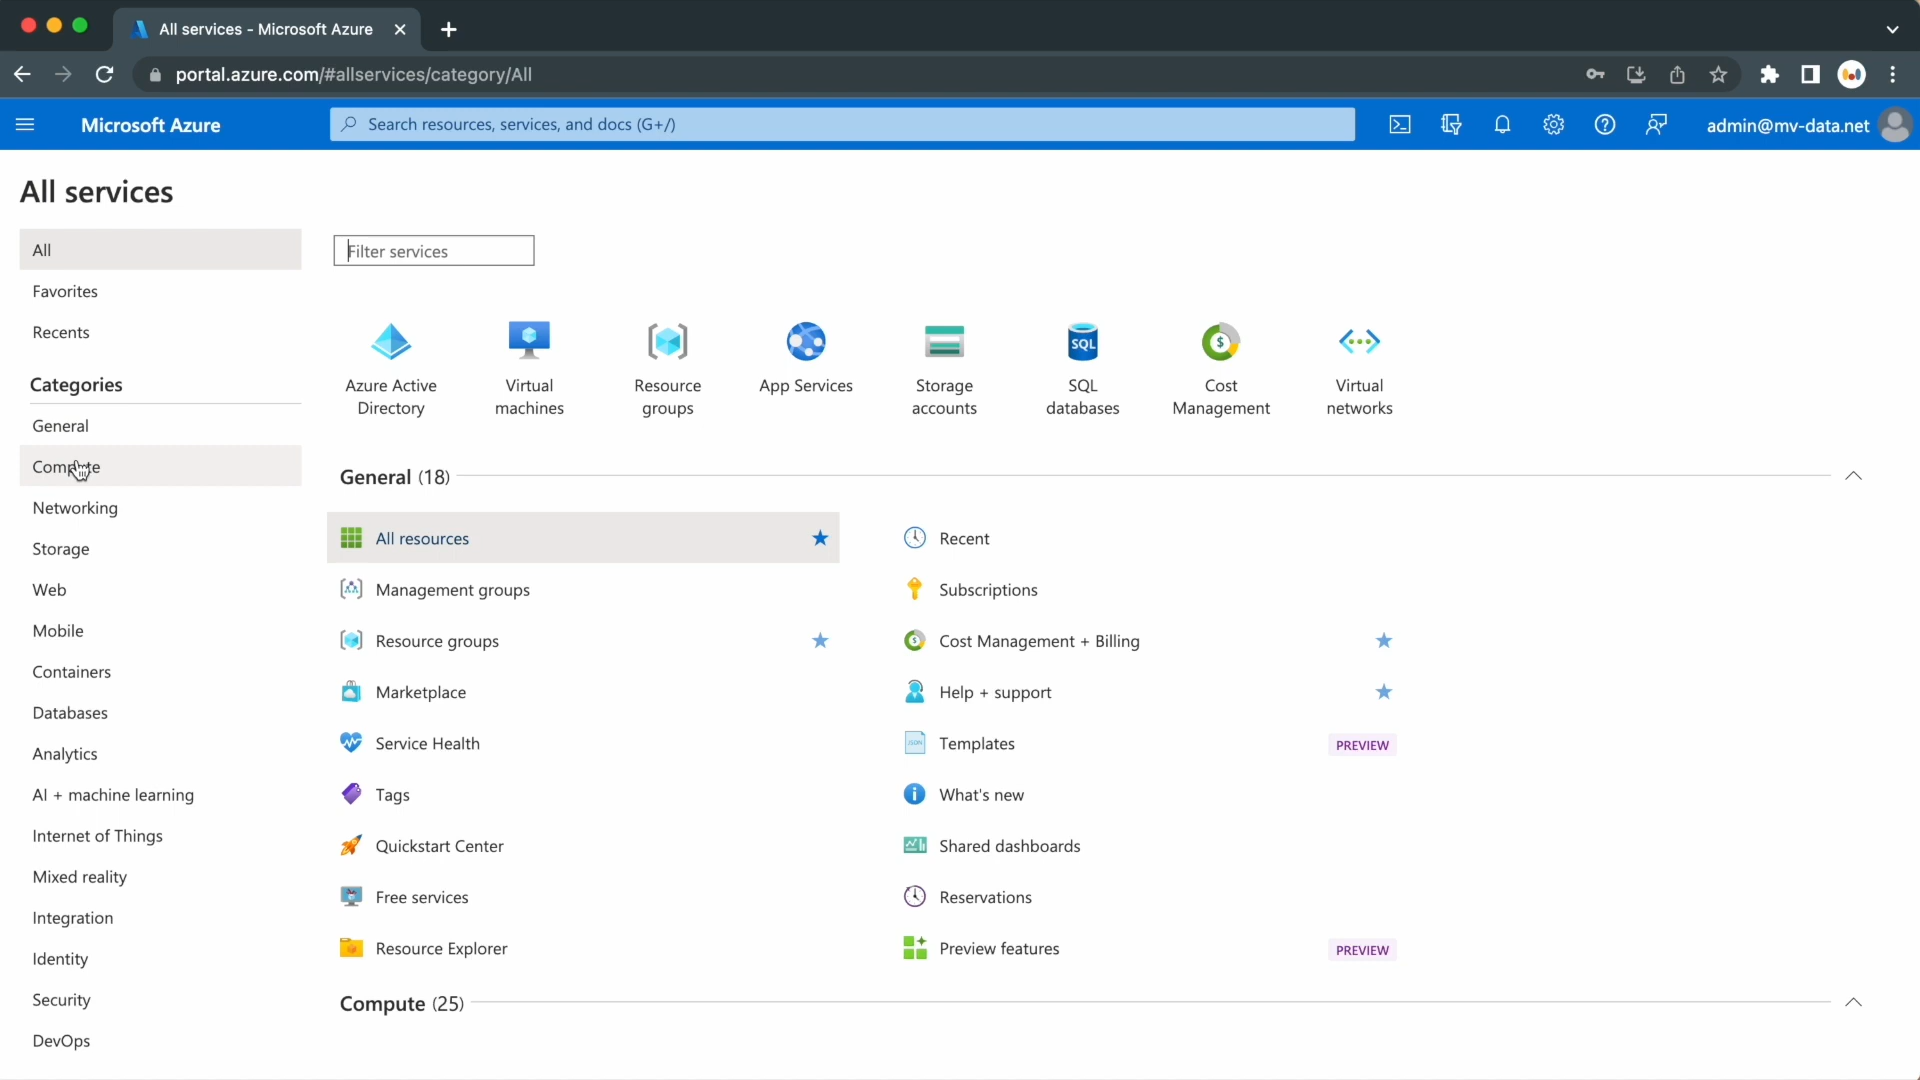 All services - Microsoft Azure
portal.azure.com/#allservices/category/All
Microsoft Azure
Search resources, services, and docs (G+/)
admin@mv-data.net
All services
All
Favorites
Recents
Categories
General
Compute
Networking
Storage
Web
Mobile
Containers
Databases
Analytics
AI + machine learning
Internet of Things
Mixed reality
Integration
Identity
Security
DevOps
Filter services
Azure Active
Directory
Virtual
machines
Resource
groups
App Services
Storage
accounts
SQL
SQL
databases
$
Cost
Management
Virtual
networks
General (18)
All resources
Recent
Management groups
Subscriptions
Resource groups
Cost Management + Billing
Marketplace
Help + support
Service Health
Templates
PREVIEW
Tags
What's new
Quickstart Center
Shared dashboards
Free services
Reservations
Resource Explorer
Preview features
PREVIEW
Compute (25)